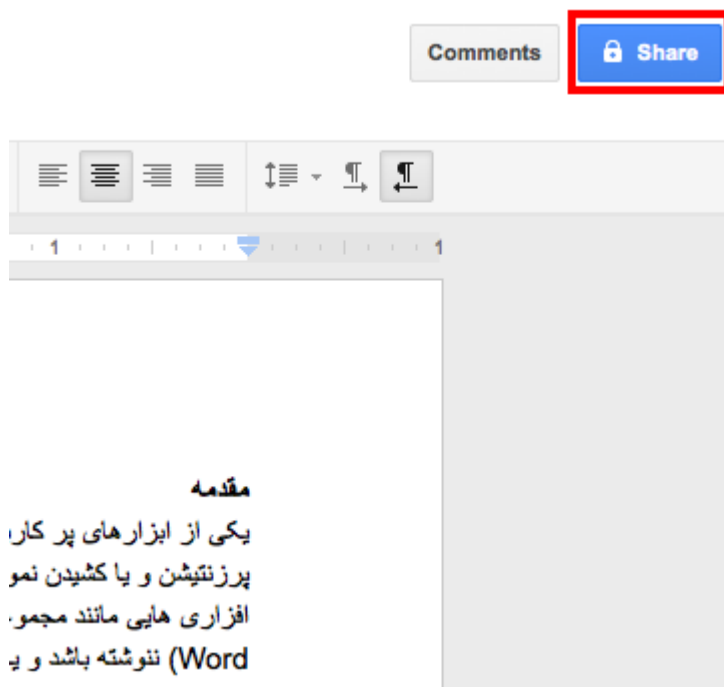 Comments
Share
1 1
مقدمه
یکی از ابزارهای پر کار
پرزنتیشن و یا کشیدن نمو
افزاری هایی مانند مجمو
Word) ننوشته باشد و ی